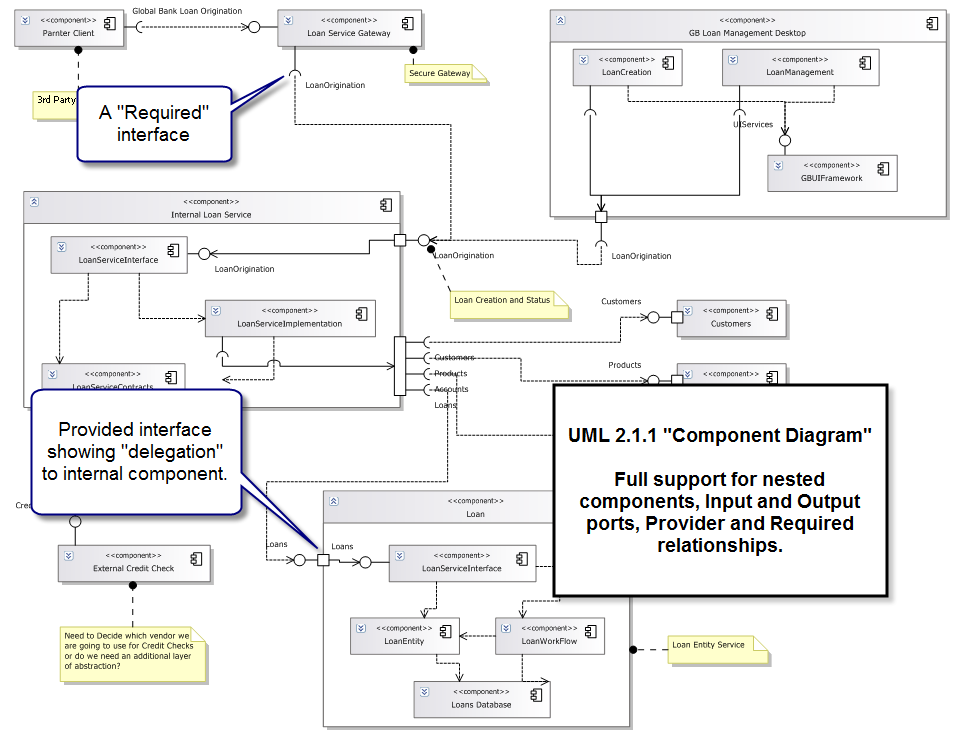 Global Bank Loan Origination
<<component>>
Parnter Client
<<component>>
Loan Service Gateway
<<component>>
GB Loan Management Desktop
<<component>>
LoanCreation
<<component>>
LoanManagement
Secure Gateway
LoanOrigination
3rd Party
A "Required"
interface
UIServices
<<component>>
GBUIFramework
<<component>>
Internal Loan Service
<<component>>
LoanServiceInterface
LoanOrigination
LoanOrigination
LoanOrigination
Loan Creation and Status
<<component>>
LoanServiceImplementation
Customers
<<component>>
Customers
Customers
Products
Accounts
Loans
Products
<<component>>
<<component>>
LoanServiceContracts
Provided interface
showing "delegation"
to internal component.
UML 2.1.1 "Component Diagram"
Full support for nested
components, Input and Output
ports, Provider and Required
relationships.
<<component>>
Loan
Loans
Loans
<<component>>
LoanServiceInterface
<<component>>
External Credit Check
<<component>>
LoanEntity
<<component>>
LoanWorkFlow
Need to Decide which vendor we
are going to use for Credit Checks
or do we need an additional layer
of abstraction?
Loan Entity Service
<<component>>
Loans Database